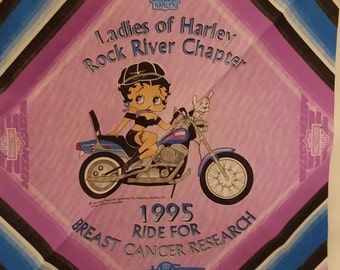 Ladies of Harley
Rock River Chapter
1995
RIDE FOR
BREAST CANCER RESEARCH